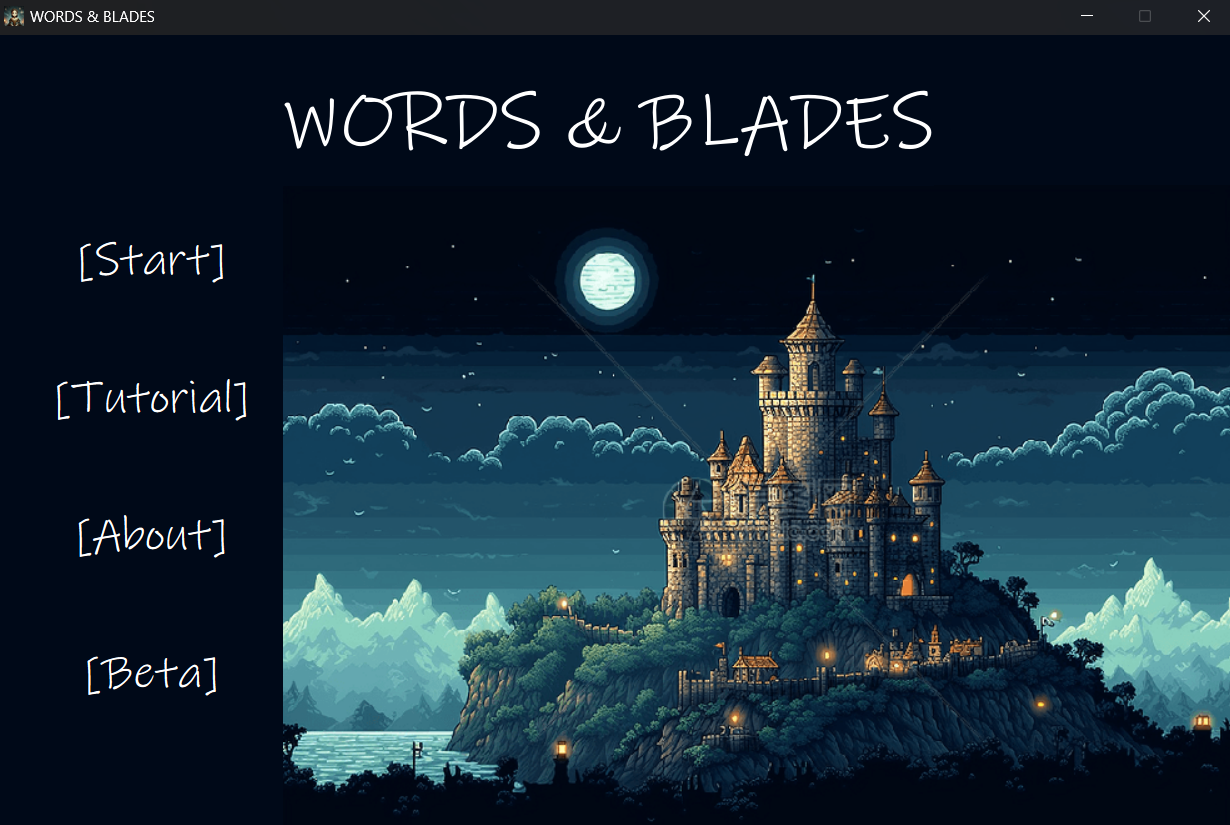 WORDS & BLADES
WORDS & BLADES
[Start]
[Tutorial]
[About]
[Beta]